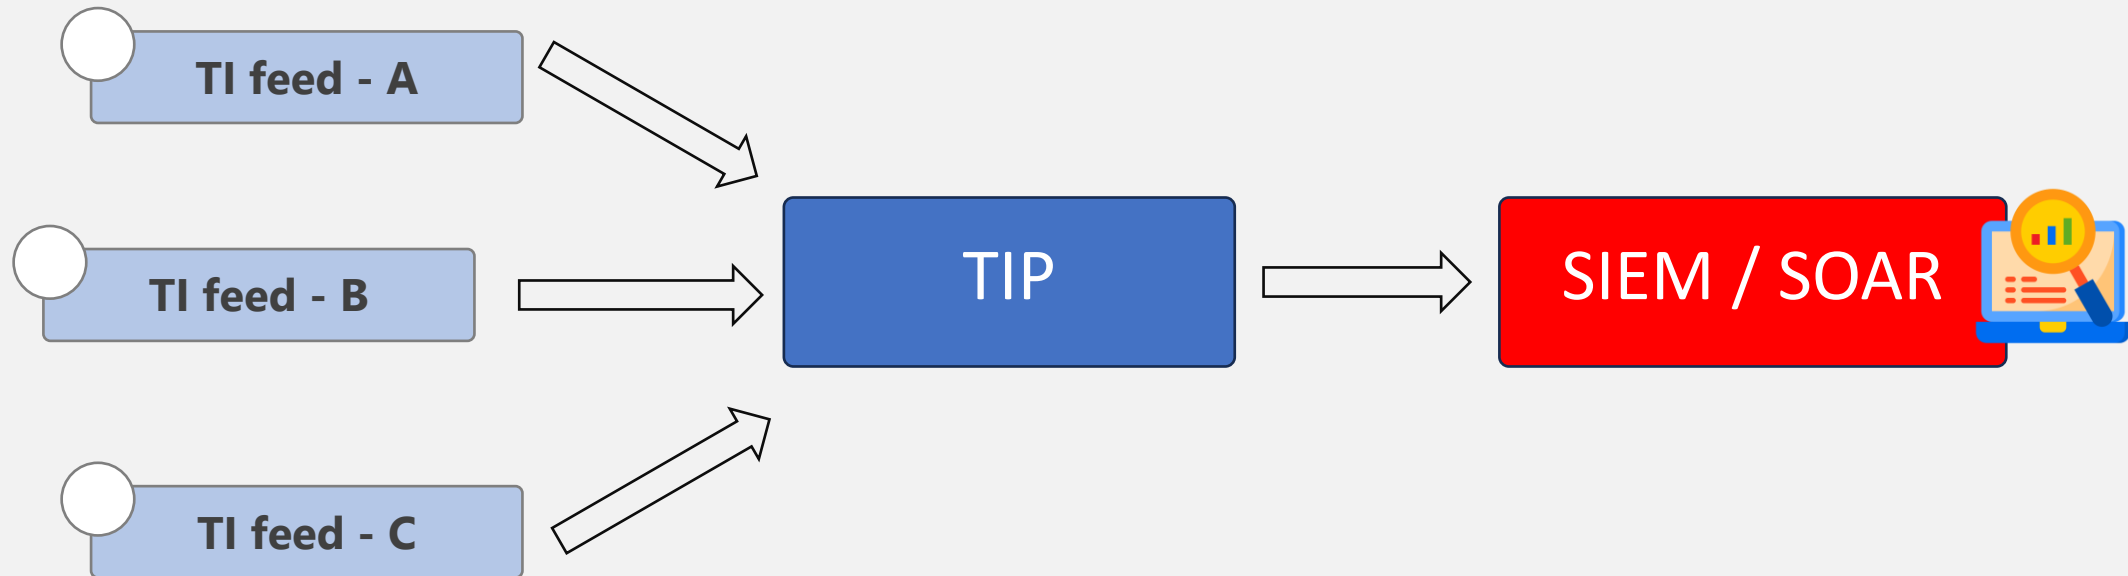 TI feed - A
TI feed - B
TI feed - C
TIP
SIEM / SOAR